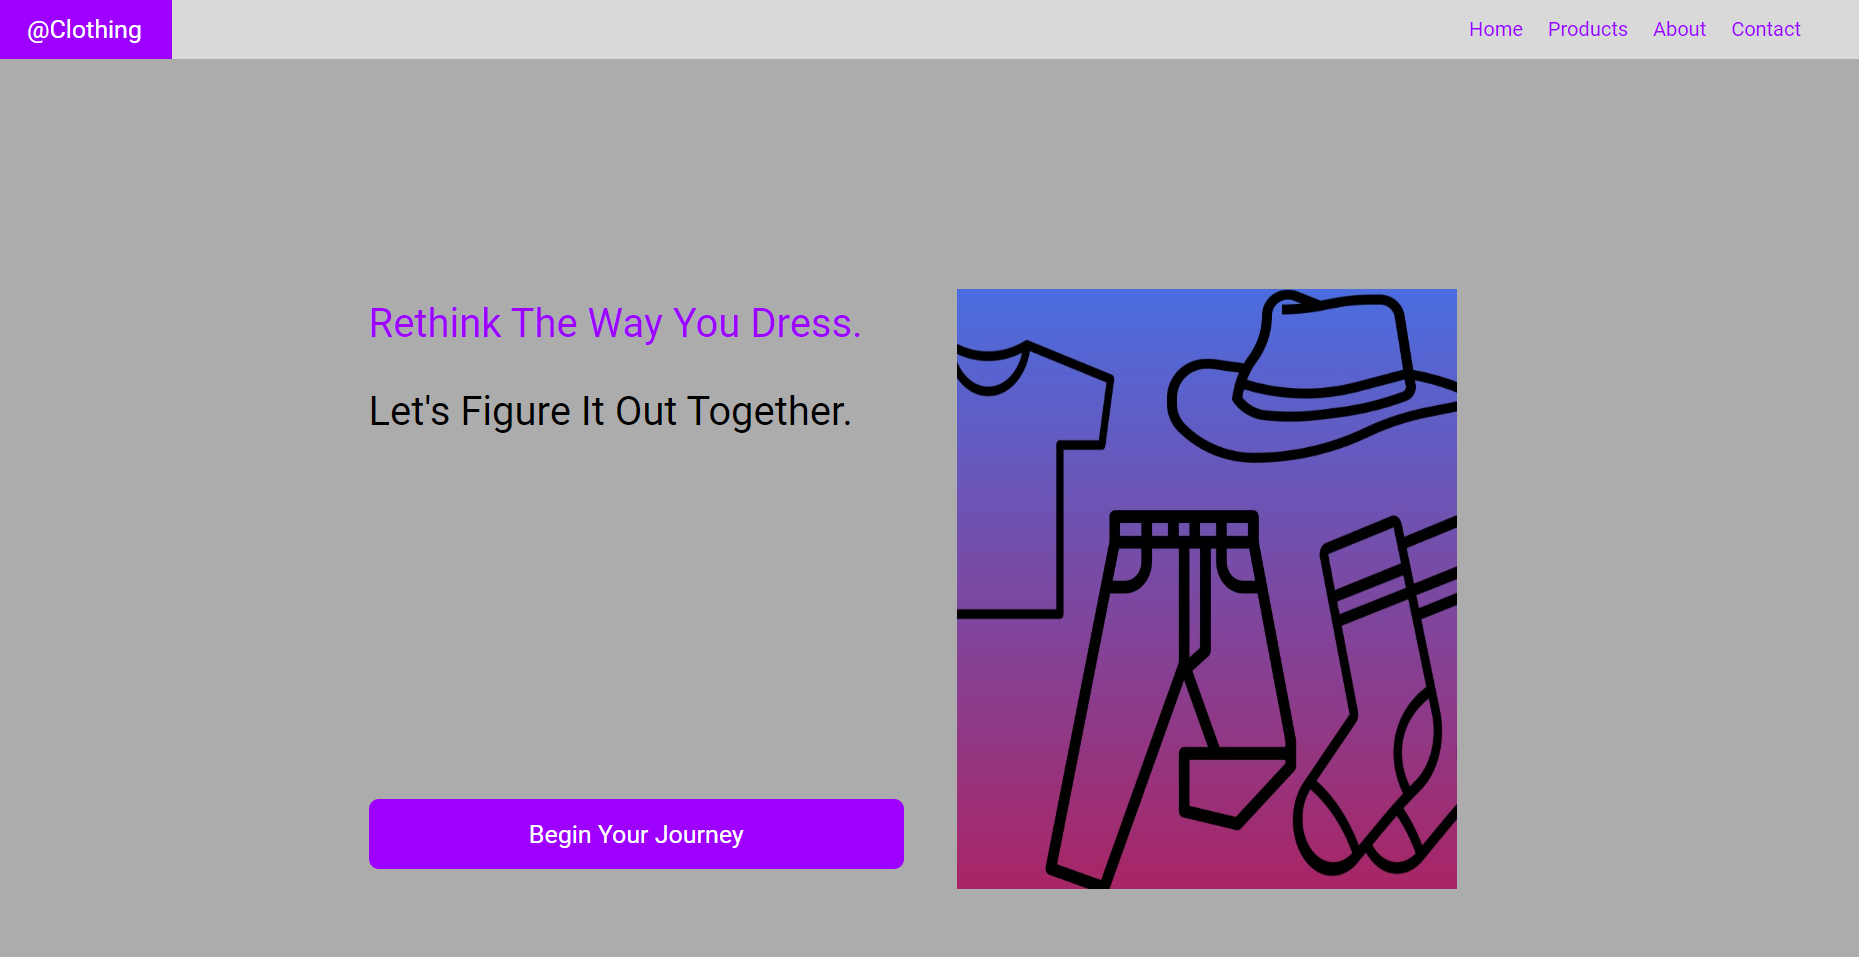 @Clothing
Home Products About Contact
Rethink The Way You Dress.
Let's Figure It Out Together.
Begin Your Journey